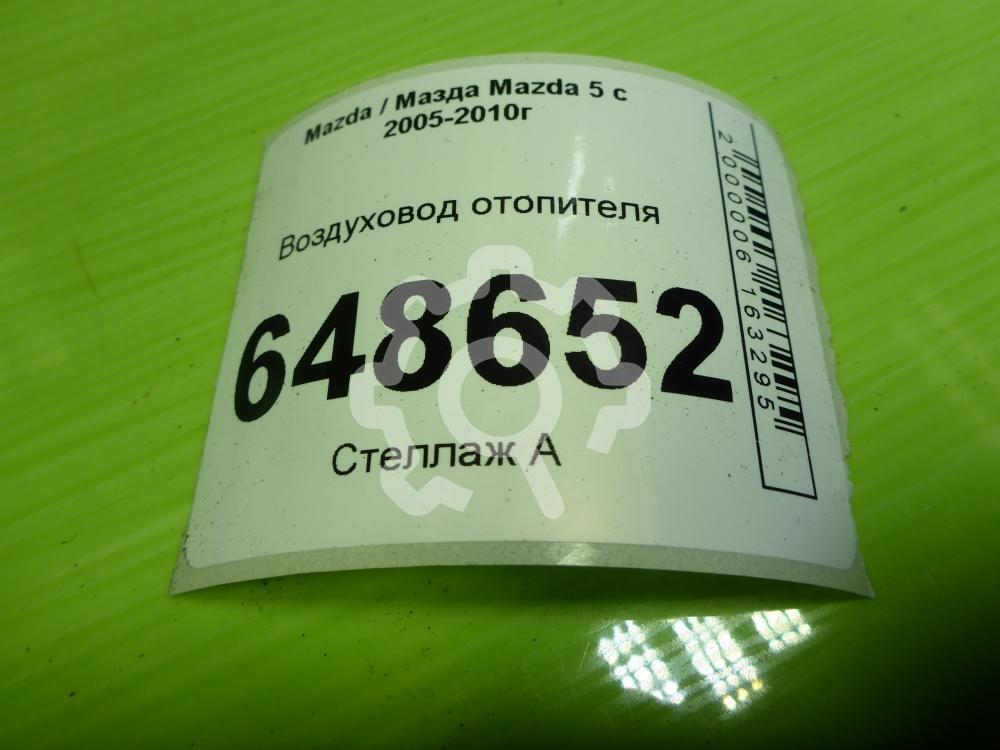 Mazda / Мазда Mazda 5 с
2005-2010г
Воздуховод отопителя
648652
Стеллаж А
2000006163295